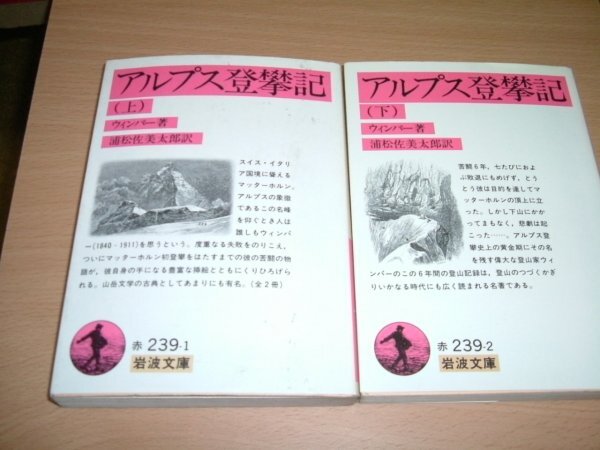 アルプス登攀記
（上）
ウィンパー著
浦松佐美太郎訳
スイス・イタリ
ア国境に聳える
マッターホルン。
アルプスの象徴
であるこの名峰
を仰ぐとき人は
誰しもウィンパ
ー(1840-1911)を思うという。度重なる失敗をのりこえ，
ついにマッターホルン初登攀をはたすまでの彼の苦闘の物
語が，彼自身の手になる豊富な挿絵とともにくりひろげら
れる。山岳文学の古典としてあまりにも有名。（全2冊）
赤 239-1
岩波文庫
アルプス登攀記
（下）
ウィンパー著
浦松佐美太郎訳
苦闘6年，七たびにおよ
ぶ敗退にもめげず，とう
とう彼は目的を達してマ
ッターホルンの頂上に立
った。しかし下山にかか
ってまもなく，悲劇は起
こった……。アルプス登
攀史上の黄金期にその名
を残す偉大な登山家ウィ
ンパーのこの6年間の登山記録は，登山のつづくかぎ
りいかなる時代にも広く読まれる名著である。
赤 239-2
岩波文庫